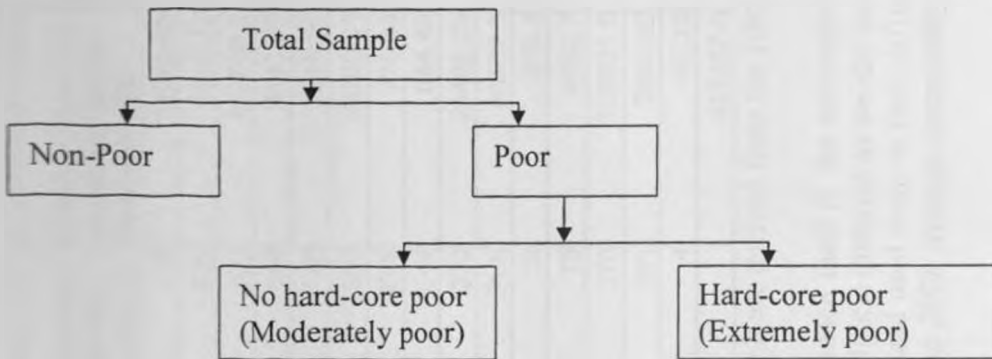 Total Sample
Non-Poor
Poor
No hard-core poor
(Moderately poor)
Hard-core poor
(Extremely poor)